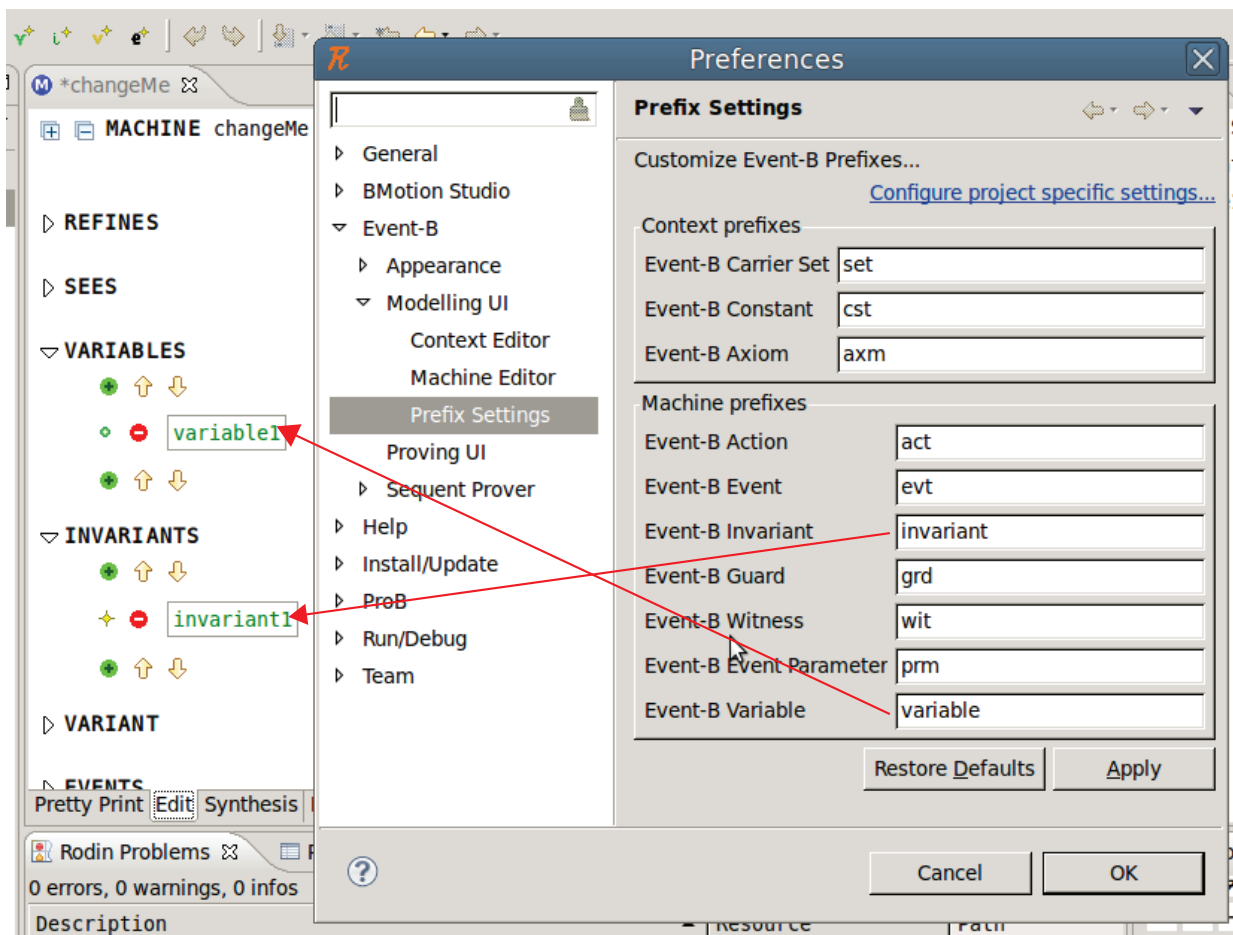 Preferences
*changeMe
MACHINE changeMe
REFINES
SEES
VARIABLES
variable1
INVARIANTS
invariant1
VARIANT
EVENTS
Pretty Print Edit Synthesis
Rodin Problems
0 errors, 0 warnings, 0 infos
Description
Resource
Path
General
BMotion Studio
Event-B
Appearance
Modelling UI
Context Editor
Machine Editor
Prefix Settings
Proving UI
Sequent Prover
Help
Install/Update
ProB
Run/Debug
Team
Prefix Settings
Customize Event-B Prefixes...
Configure project specific settings...
Context prefixes
Event-B Carrier Set set
Event-B Constant cst
Event-B Axiom axm
Machine prefixes
Event-B Action act
Event-B Event evt
Event-B Invariant invariant
Event-B Guard grd
Event-B Witness wit
Event-B Event Parameter prm
Event-B Variable variable
Restore Defaults Apply
Cancel OK